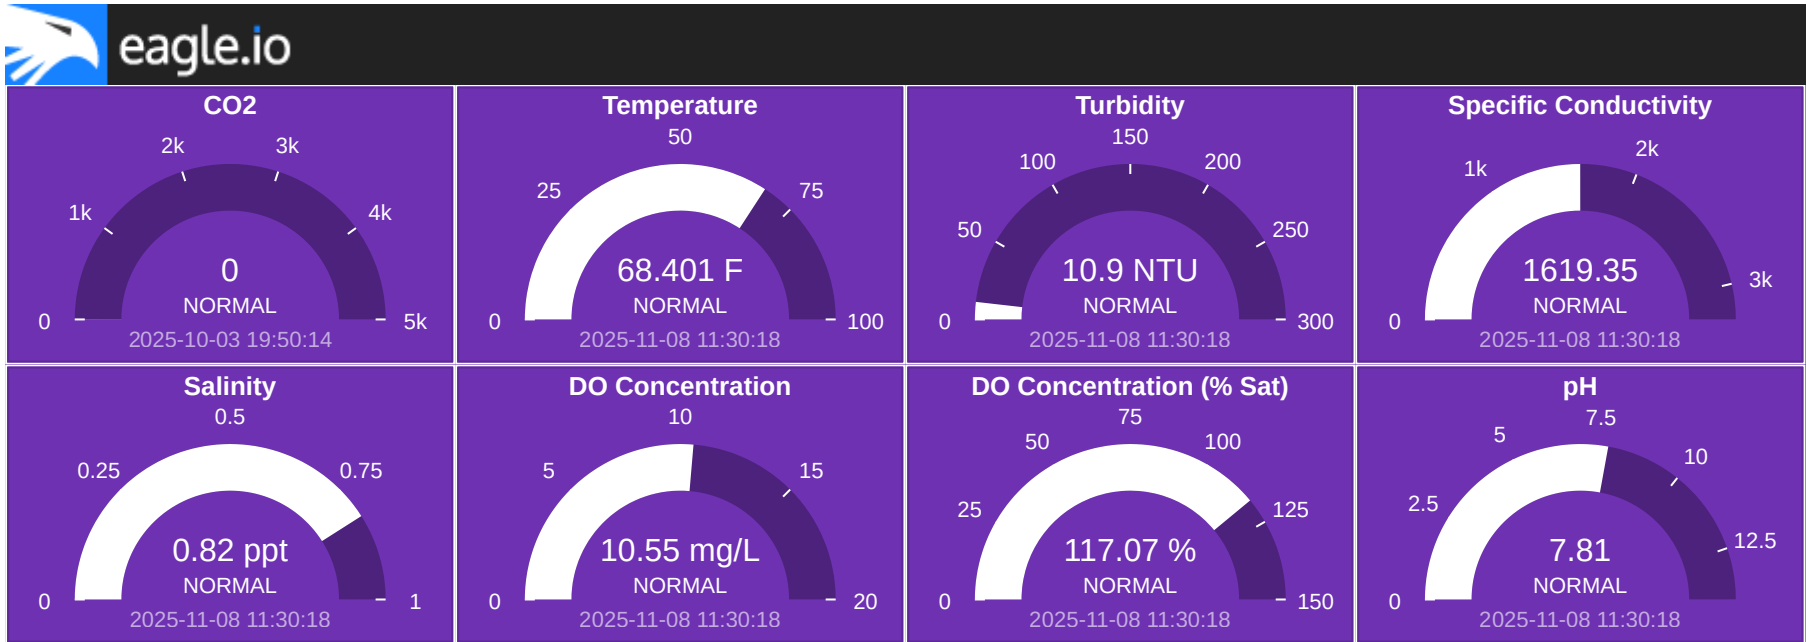 eagle.io
CO2
2k
3k
1k
4k
0
5k
0
NORMAL
2025-10-03 19:50:14
Temperature
50
25
75
0
100
68.401 F
NORMAL
2025-11-08 11:30:18
Turbidity
150
100
200
50
250
0
300
10.9 NTU
NORMAL
2025-11-08 11:30:18
Specific Conductivity
1k
2k
3k
0
1619.35
NORMAL
2025-11-08 11:30:18
Salinity
0.5
0.25
0.75
0
1
0.82 ppt
NORMAL
2025-11-08 11:30:18
DO Concentration
10
5
15
0
20
10.55 mg/L
NORMAL
2025-11-08 11:30:18
DO Concentration (% Sat)
75
50
100
25
125
0
150
117.07 %
NORMAL
2025-11-08 11:30:18
pH
7.5
5
10
2.5
12.5
0
7.81
NORMAL
2025-11-08 11:30:18